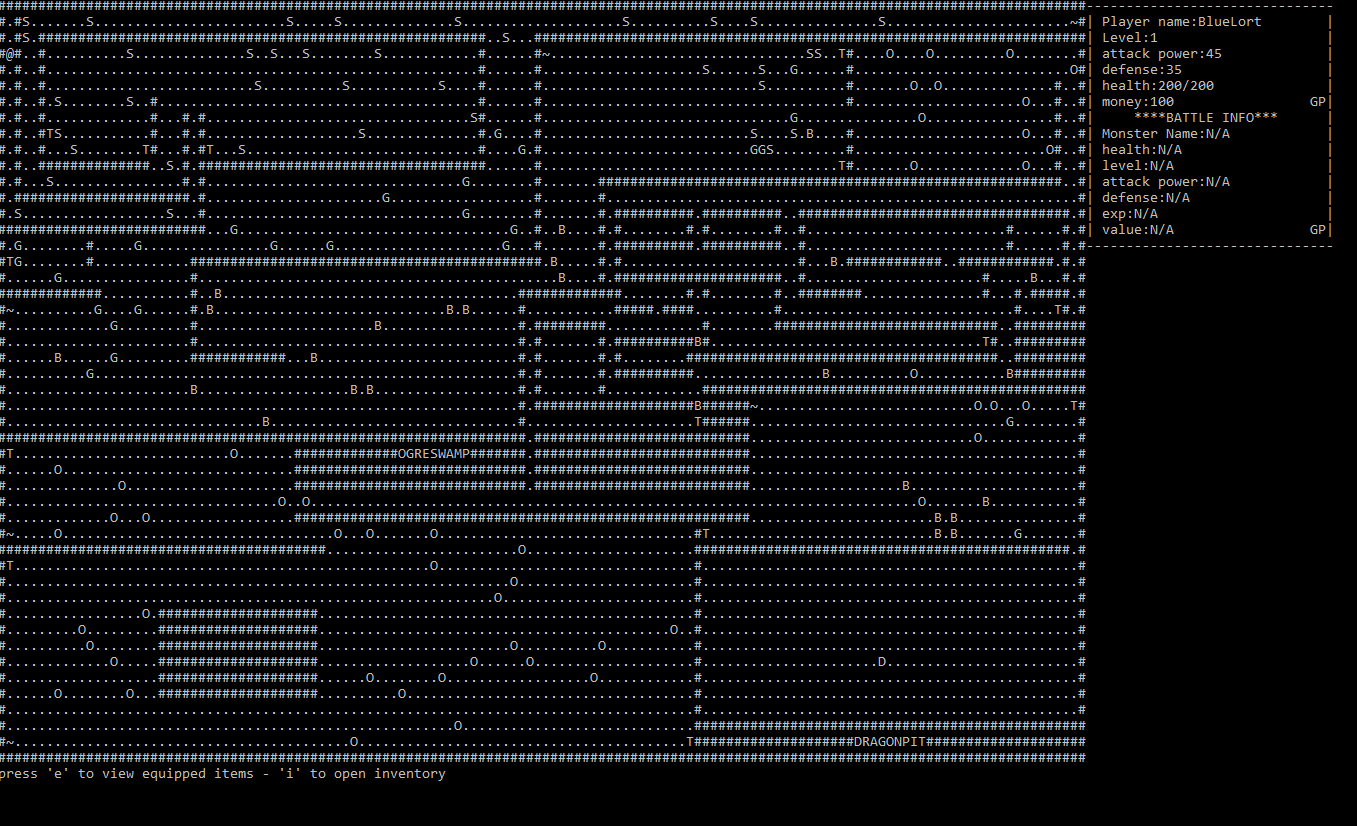 Player name:BlueLort
Level:1
attack power:45
defense:35
health:200/200
money:100 GP
****BATTLE INFO***
Monster Name:N/A
health:N/A
level:N/A
attack power:N/A
defense:N/A
exp:N/A
value:N/A GP
OGRESWAMP
DRAGONPIT
press 'e' to view equipped items - 'i' to open inventory